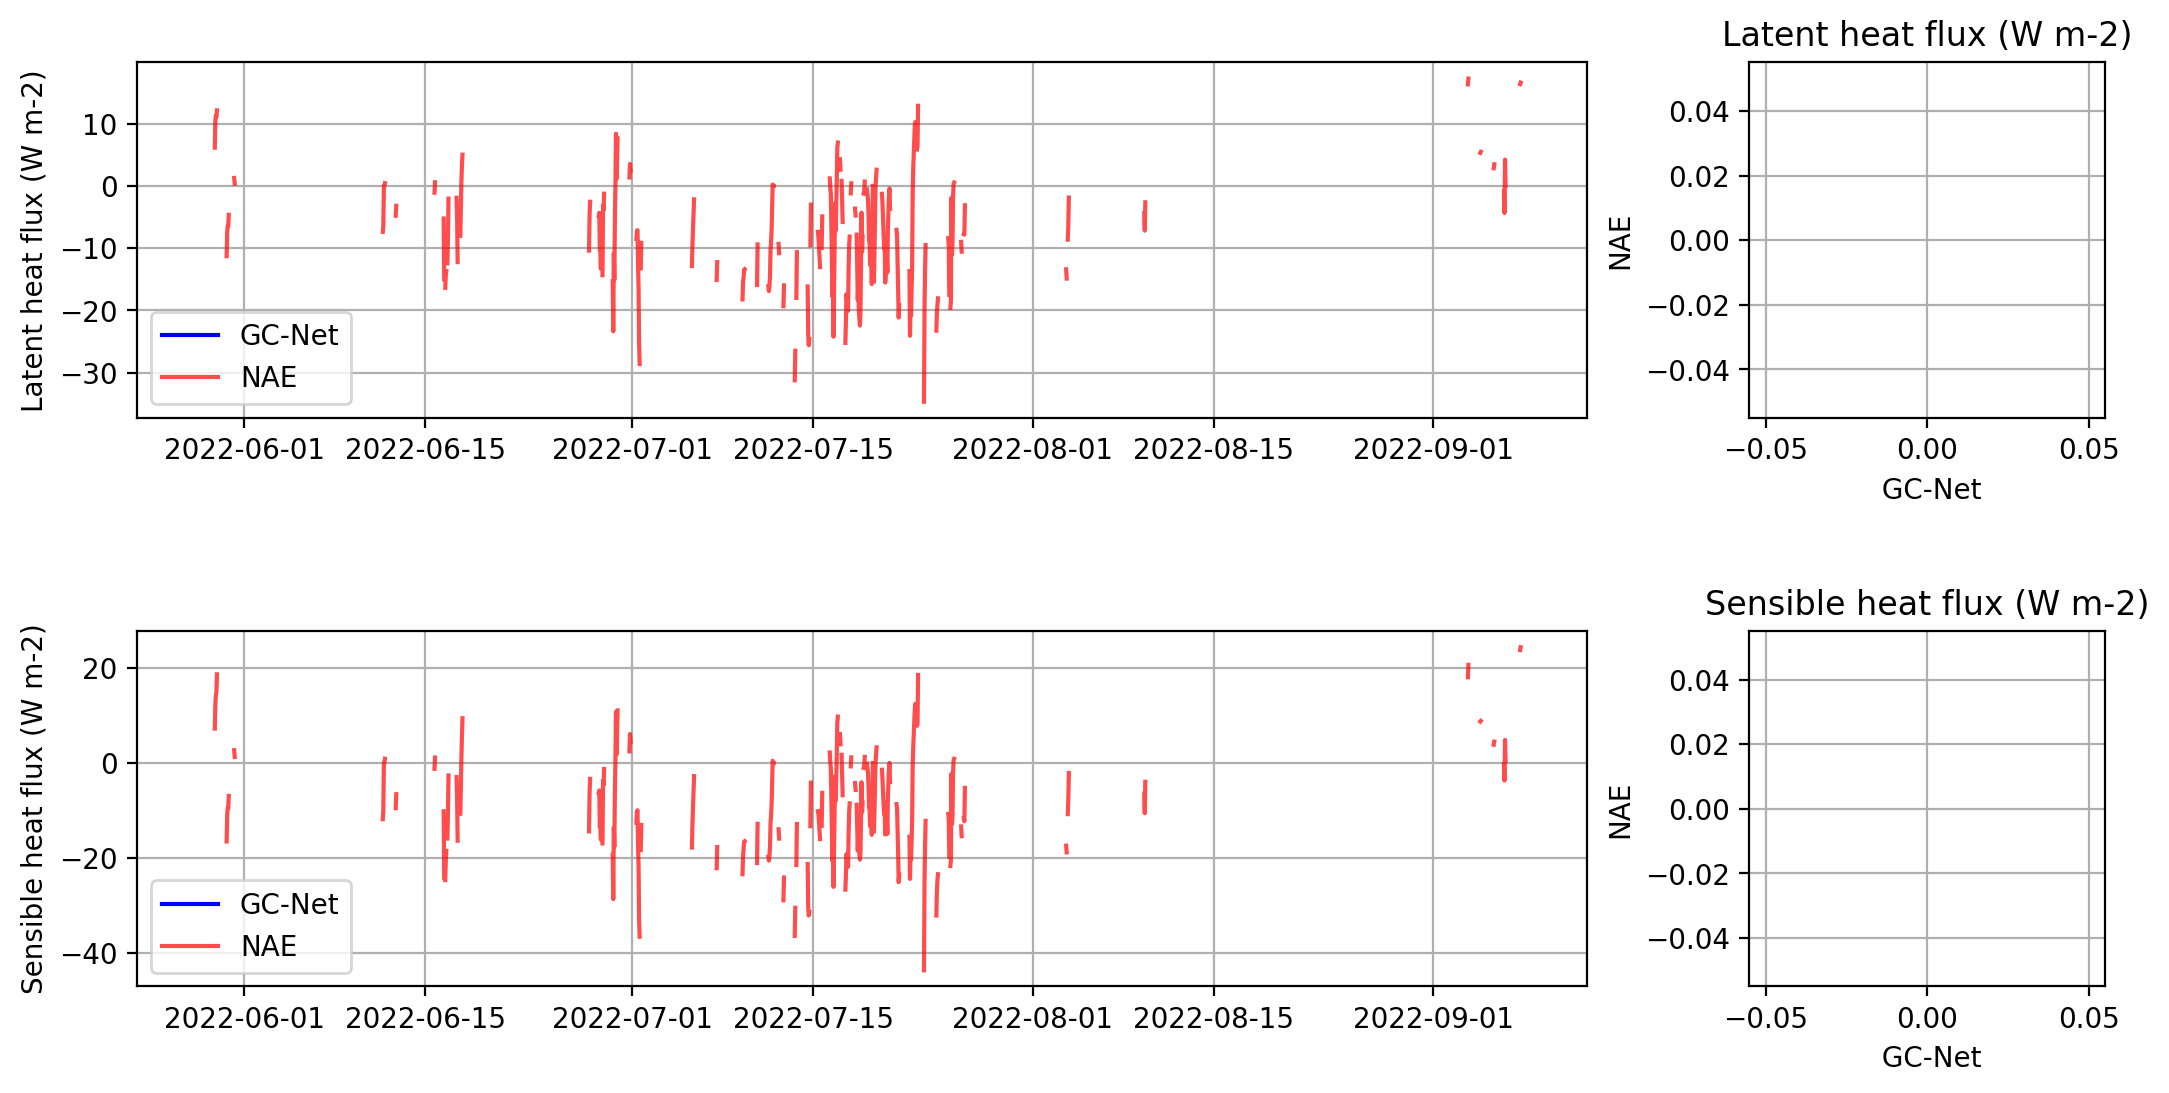 Latent heat flux (W m-2)
10
0
−10
−20
−30
Latent heat flux (W m-2)
GC-Net
NAE
2022-06-01 2022-06-15 2022-07-01 2022-07-15 2022-08-01 2022-08-15 2022-09-01
0.04
0.02
0.00
−0.02
−0.04
NAE
−0.05 0.00 0.05
GC-Net
Sensible heat flux (W m-2)
20
0
−20
−40
Sensible heat flux (W m-2)
GC-Net
NAE
2022-06-01 2022-06-15 2022-07-01 2022-07-15 2022-08-01 2022-08-15 2022-09-01
0.04
0.02
0.00
−0.02
−0.04
NAE
−0.05 0.00 0.05
GC-Net